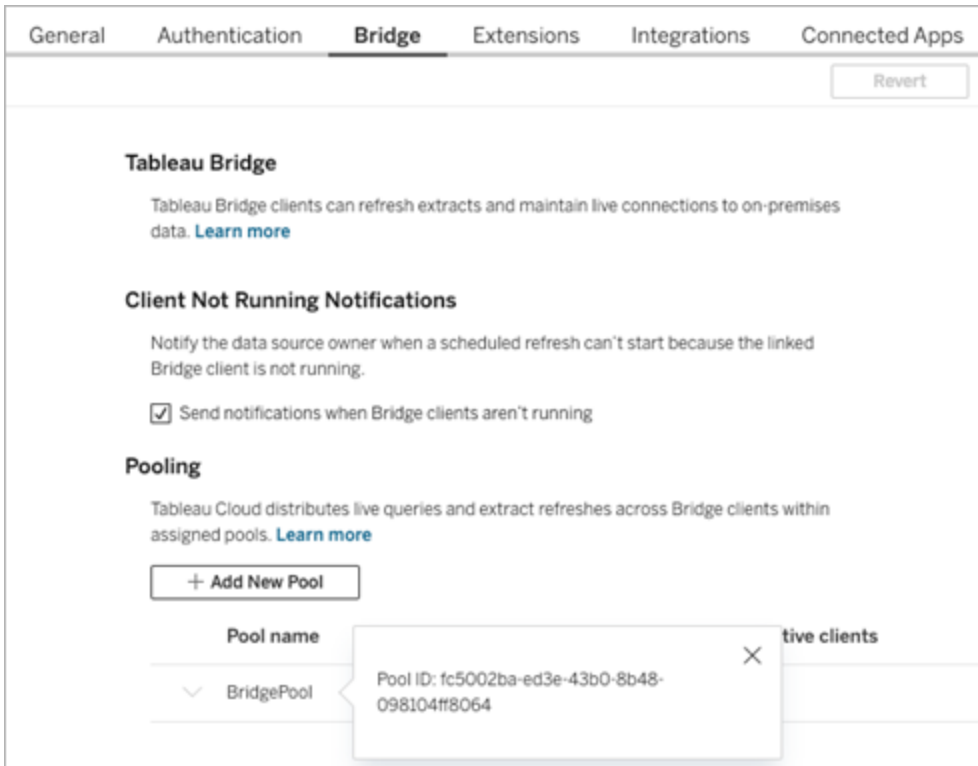 General Authentication Bridge Extensions Integrations Connected Apps
Revert
Tableau Bridge
Tableau Bridge clients can refresh extracts and maintain live connections to on-premises
data. Learn more
Client Not Running Notifications
Notify the data source owner when a scheduled refresh can't start because the linked
Bridge client is not running.
Send notifications when Bridge clients aren't running
Pooling
Tableau Cloud distributes live queries and extract refreshes across Bridge clients within
assigned pools. Learn more
+ Add New Pool
Pool name tive clients
BridgePool
Pool ID: fc5002ba-ed3e-43b0-8b48-
098104ff8064